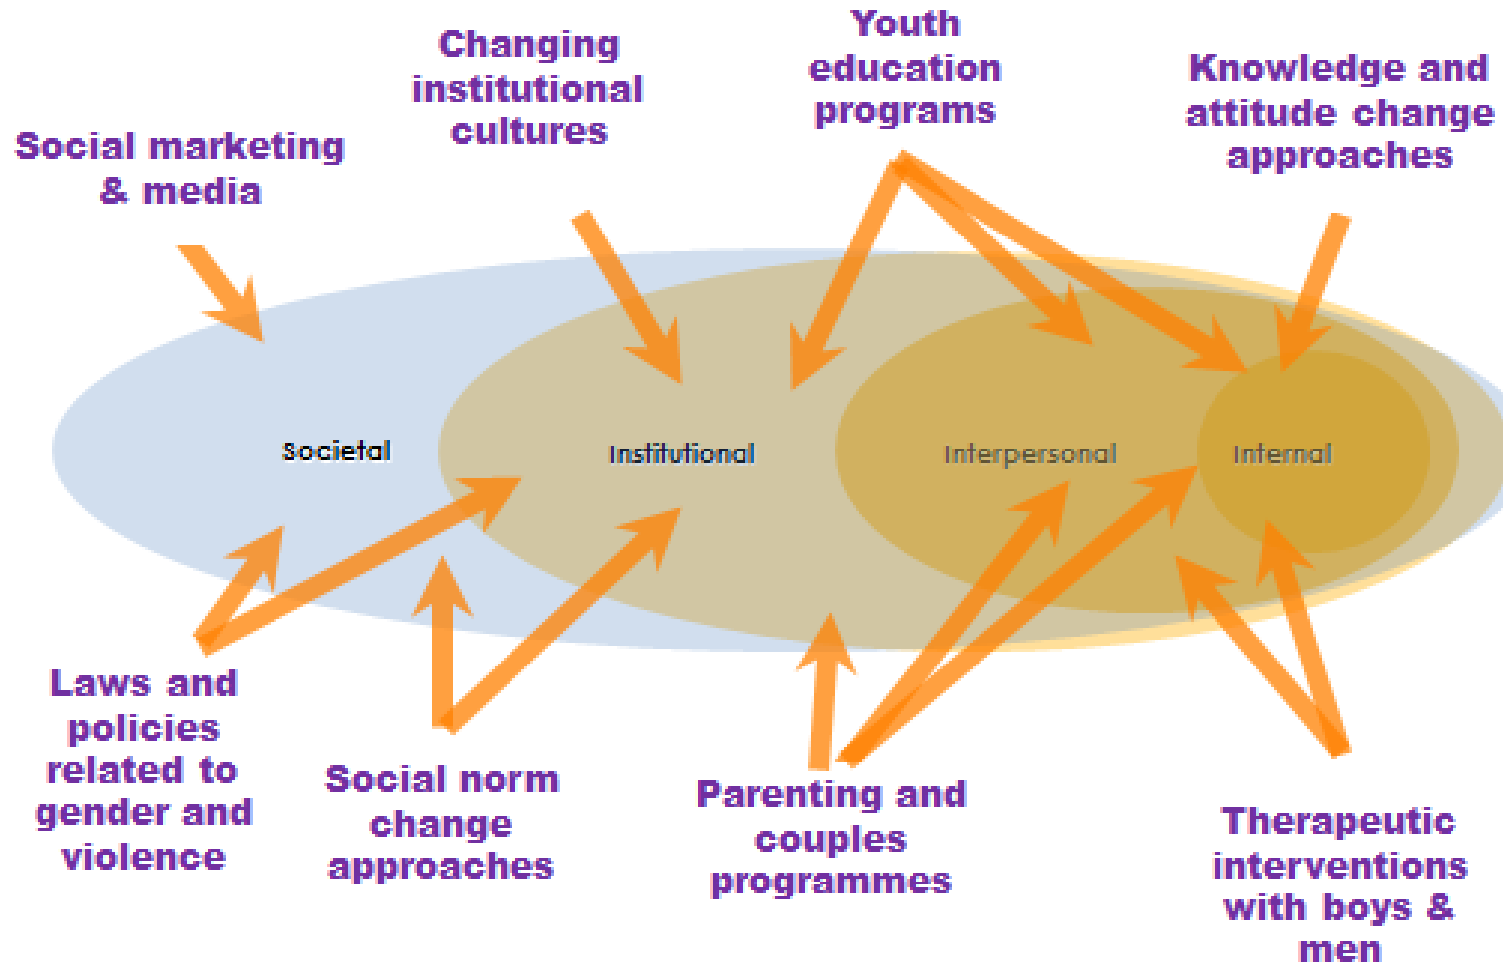 Social marketing
& media
Changing
institutional
cultures
Youth
education
programs
Knowledge and
attitude change
approaches
Societal
Institutional
Interpersonal
Internal
Laws and
policies
related to
gender and
violence
Social norm
change
approaches
Parenting and
couples
programmes
Therapeutic
interventions
with boys &
men